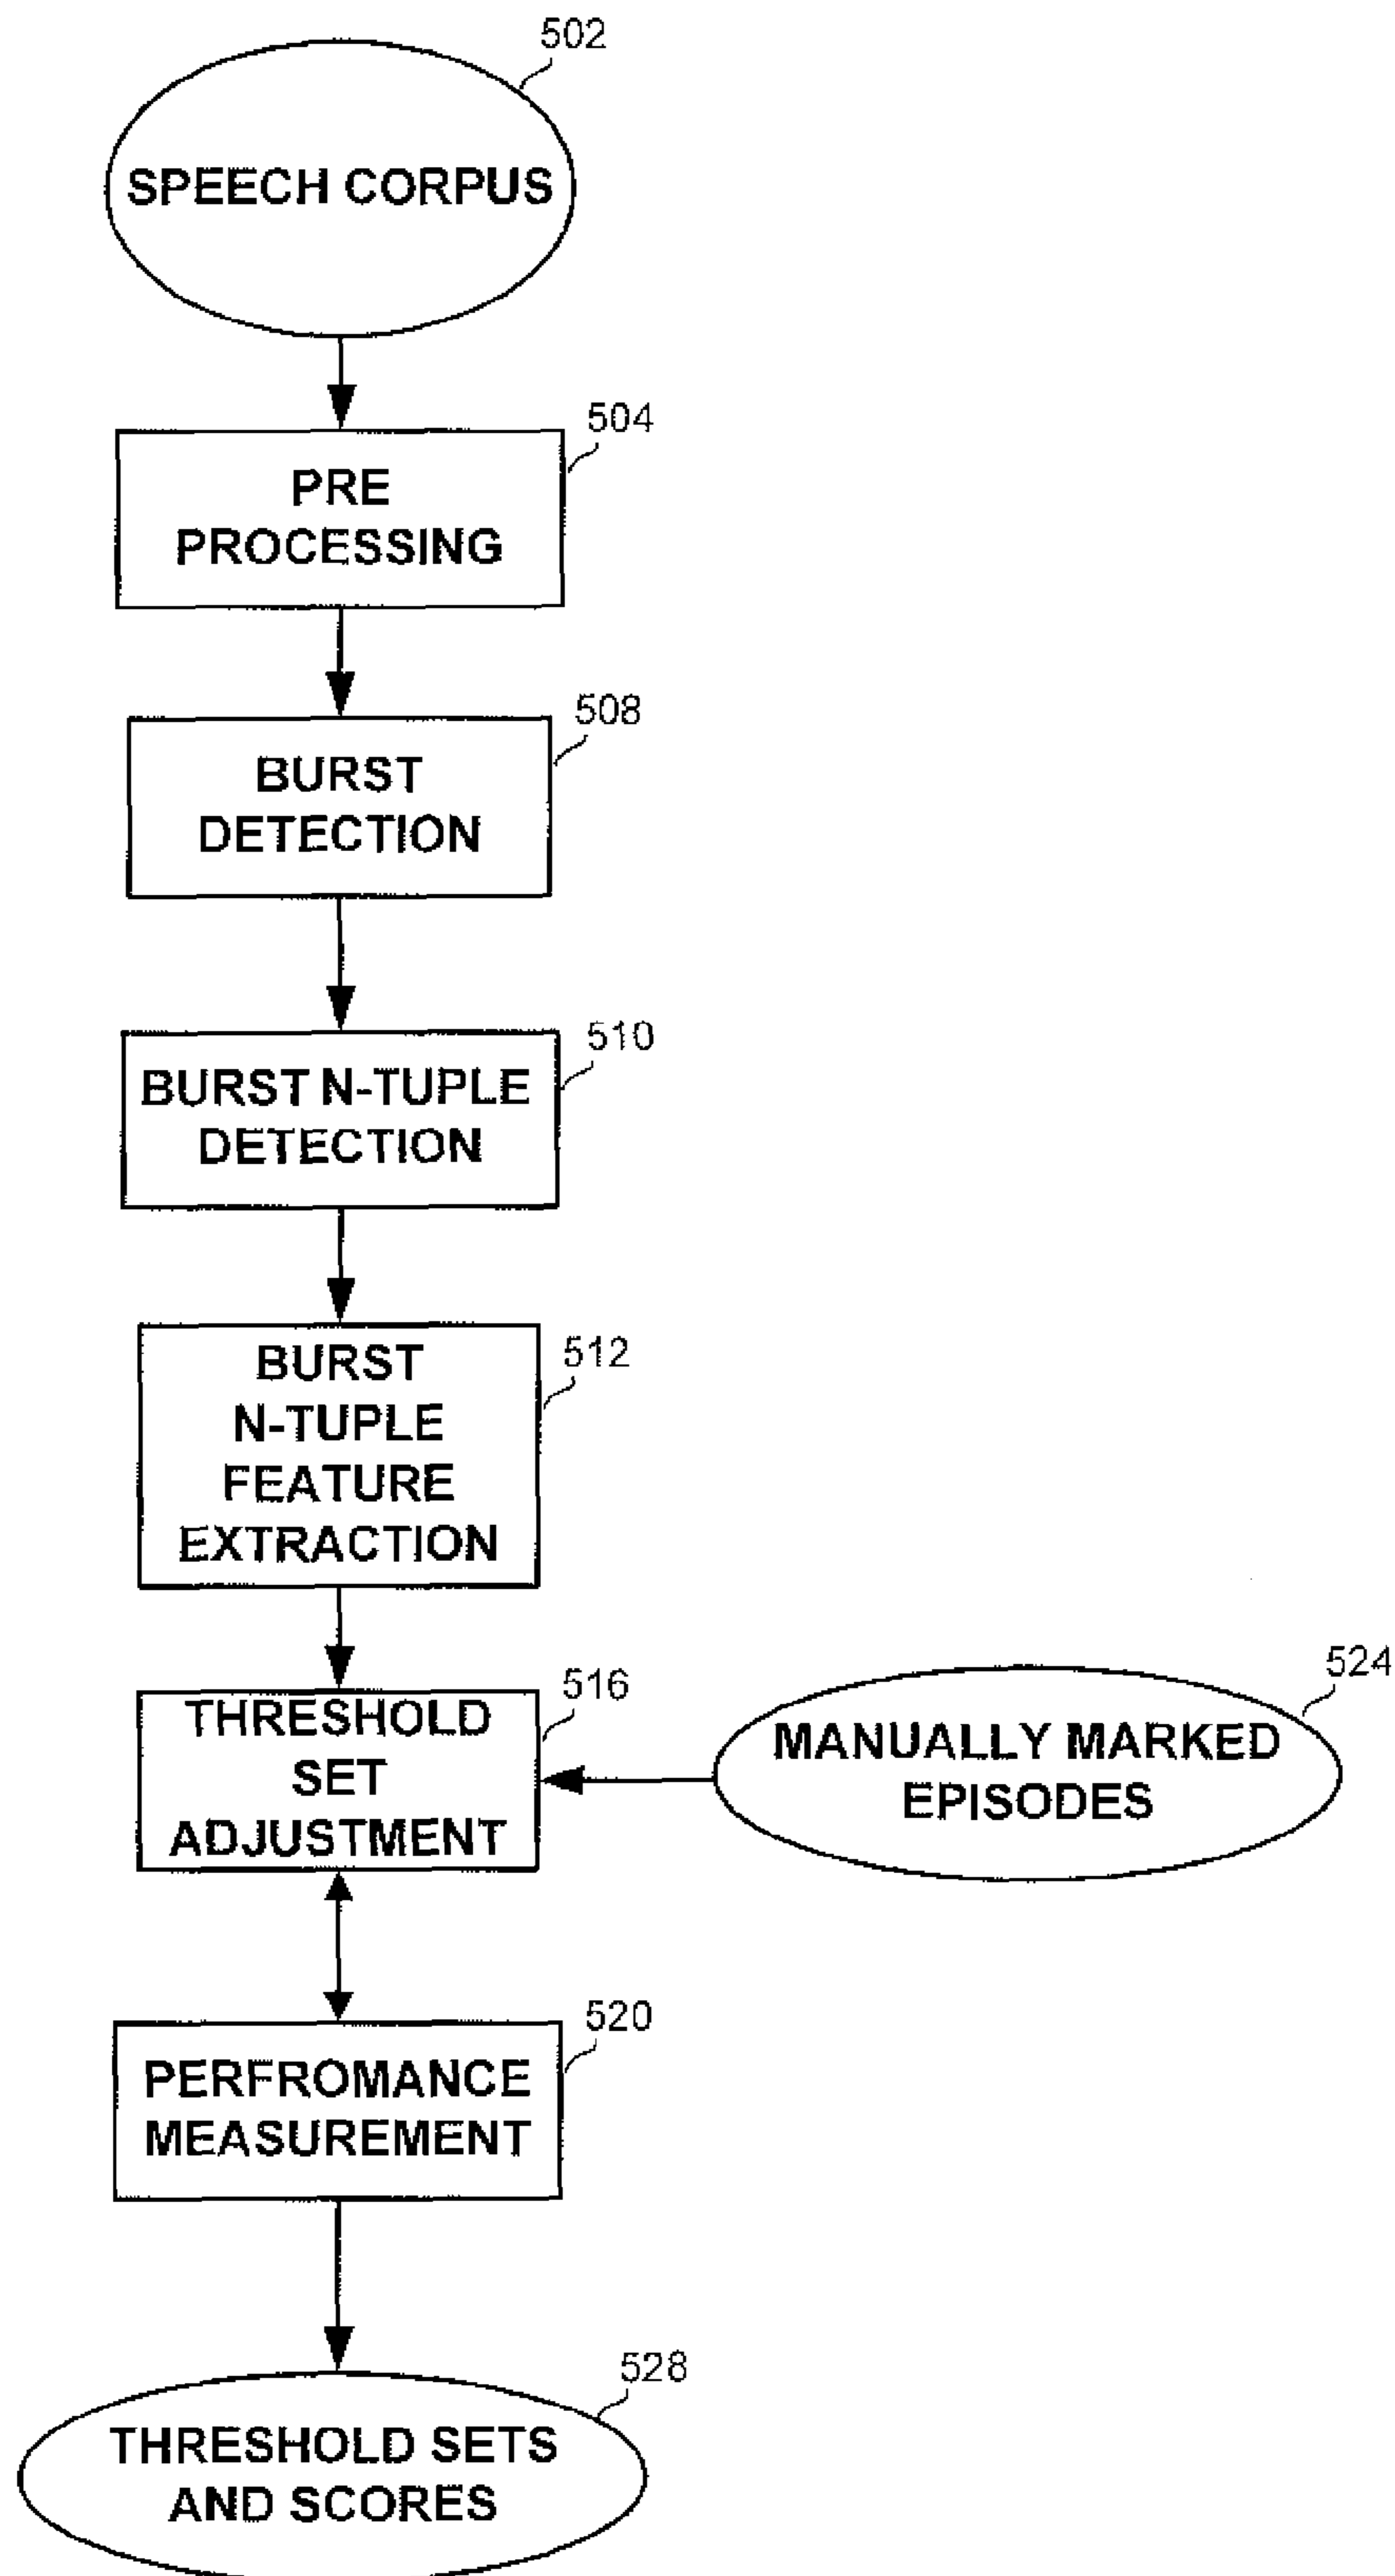 502
SPEECH CORPUS
504
PRE
PROCESSING
508
BURST
DETECTION
510
BURST N-TUPLE
DETECTION
512
BURST
N-TUPLE
FEATURE
EXTRACTION
516
THRESHOLD
SET
ADJUSTMENT
524
MANUALLY MARKED
EPISODES
520
PERFROMANCE
MEASUREMENT
528
THRESHOLD SETS
AND SCORES